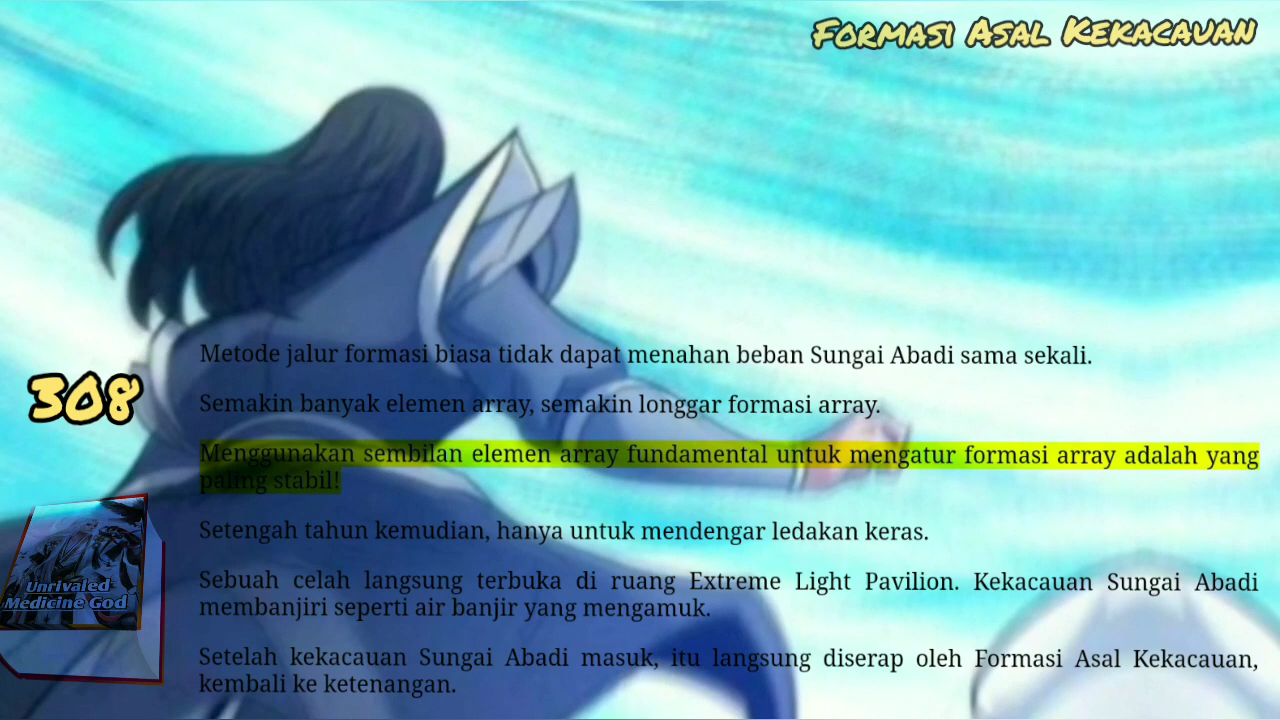 Formasi Asal Kekacauan
Metode jalur formasi biasa tidak dapat menahan beban Sungai Abadi sama sekali.
308
Semakin banyak elemen array, semakin longgar formasi array.
Menggunakan sembilan elemen array fundamental untuk mengatur formasi array adalah yang
paling stabil!
Setengah tahun kemudian, hanya untuk mendengar ledakan keras.
Sebuah celah langsung terbuka di ruang Extreme Light Pavilion. Kekacauan Sungai Abadi
membanjiri seperti air banjir yang mengamuk.
Unrivaled
Medicine God
Setelah kekacauan Sungai Abadi masuk, itu langsung diserap oleh Formasi Asal Kekacauan,
kembali ke ketenangan.